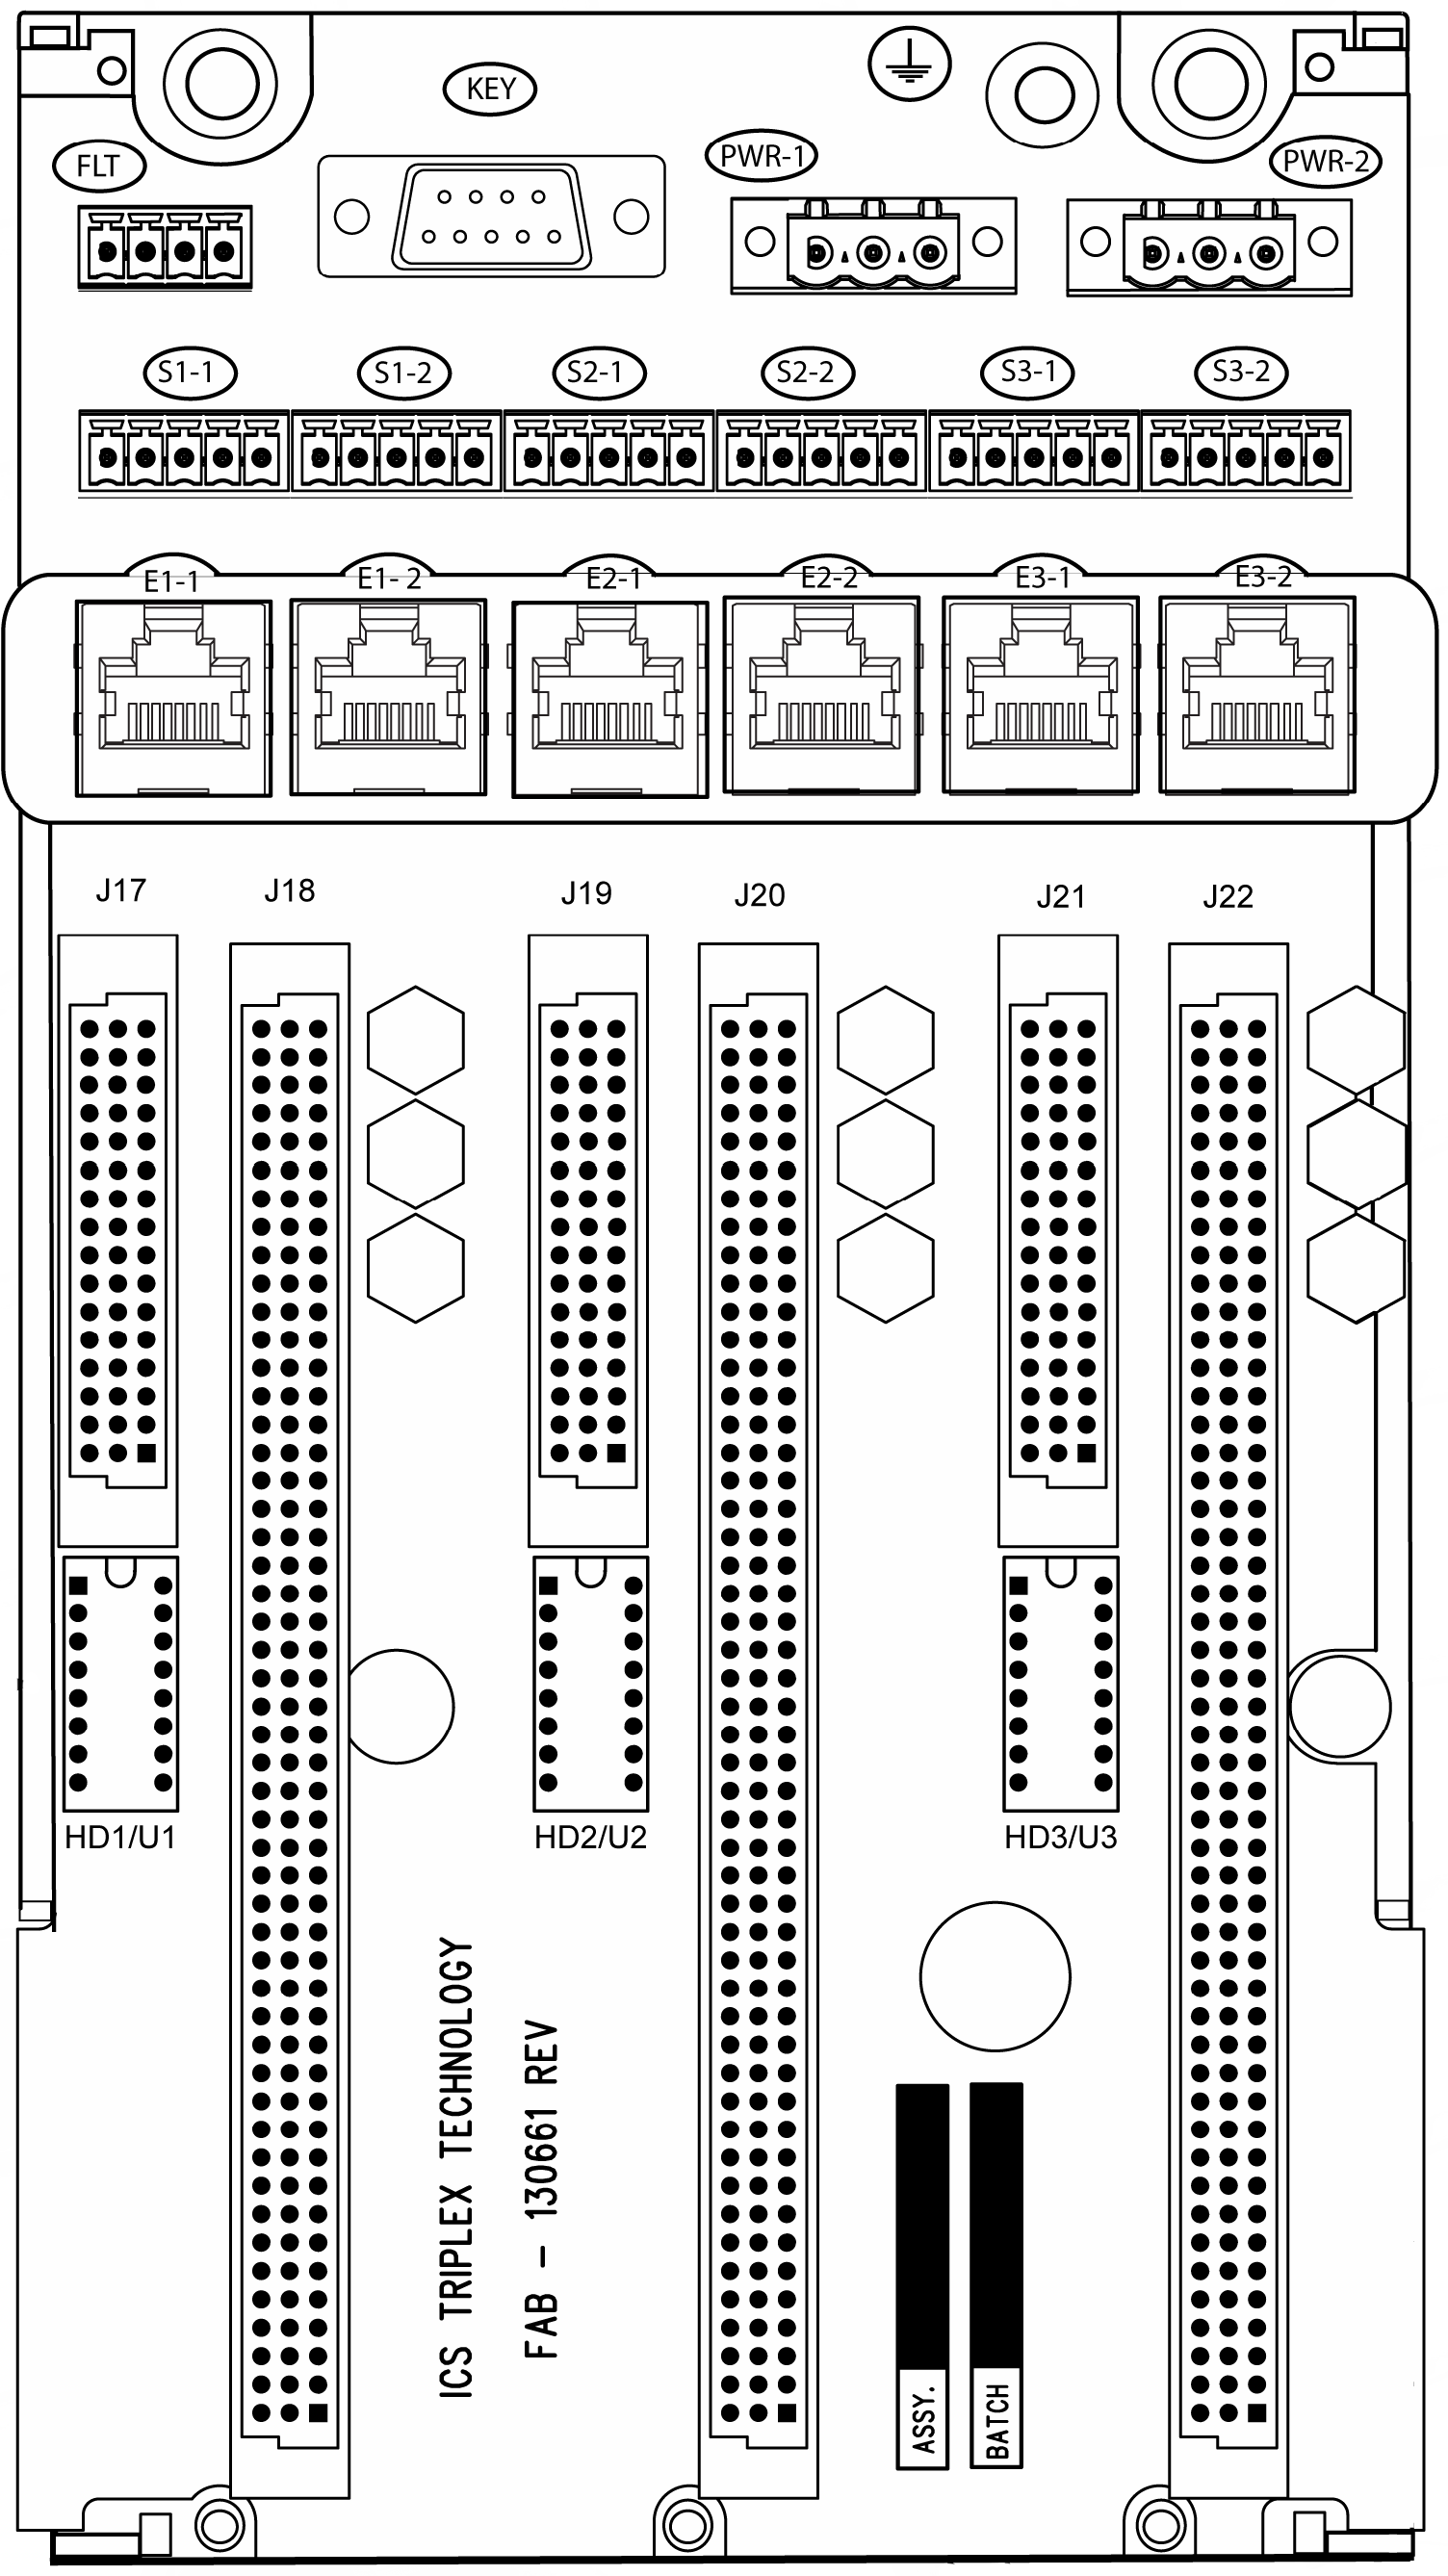 KEY
FLT
PWR-1
PWR-2
S1-1
S1-2
S2-1
S2-2
S3-1
S3-2
E1-1
E1- 2
E2-1
E2-2
E3-1
E3-2
J17
J18
J19
J20
J21
J22
HD1/U1
HD2/U2
HD3/U3
ICS TRIPLEX TECHNOLOGY
FAB - 130661 REV
ASSY.
BATCH